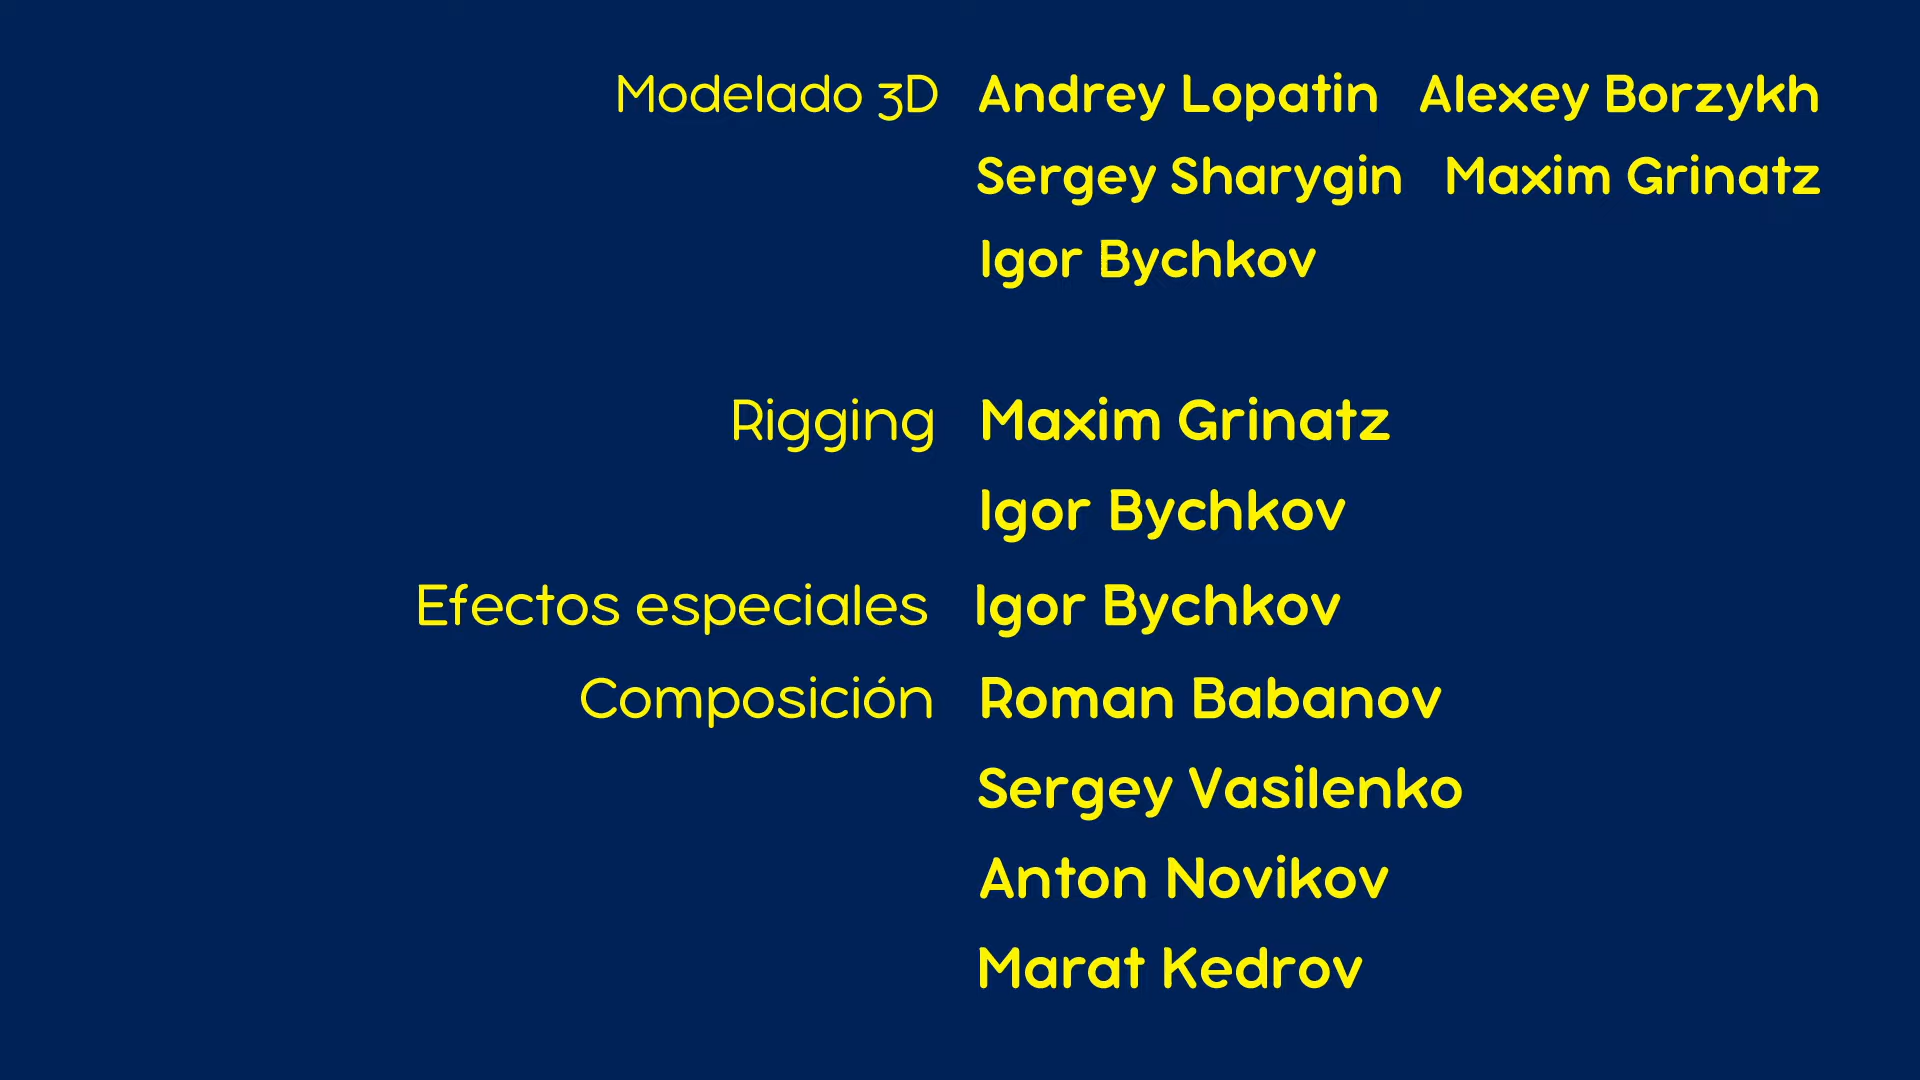 Modelado 3D Andrey Lopatin Alexey Borzykh
Sergey Sharygin Maxim Grinatz
Igor Bychkov
Rigging Maxim Grinatz
Igor Bychkov
Efectos especiales Igor Bychkov
Composición Roman Babanov
Sergey Vasilenko
Anton Novikov
Marat Kedrov